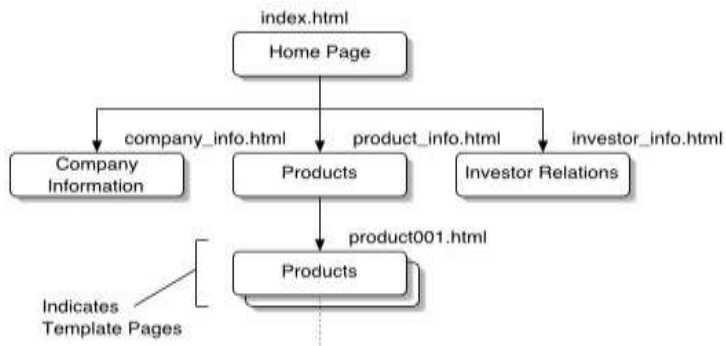 index.html
Home Page
company_info.html
product_info.html
investor_info.html
Company
Information
Products
Investor Relations
product001.html
Products
Indicates
Template Pages